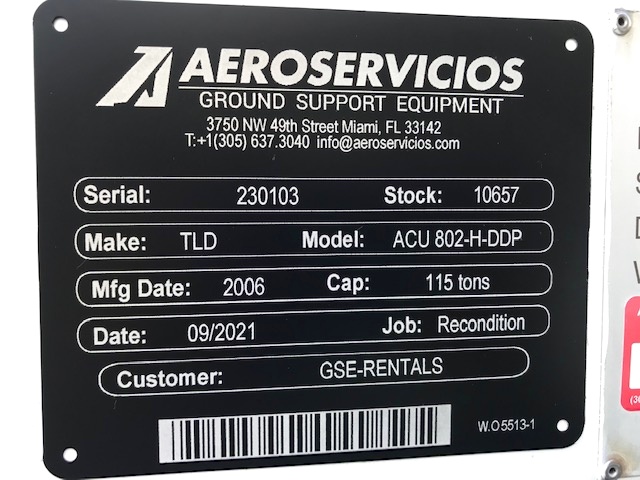 AEROSERVICIOS
GROUND SUPPORT EQUIPMENT
3750 NW 49th Street Miami, FL 33142
T:+1(305) 637.3040 info@aeroservicios.com
Serial: 230103 Stock: 10657
Make: TLD Model: ACU 802-H-DDP
Mfg Date: 2006 Cap: 115 tons
Date: 09/2021 Job: Recondition
Customer: GSE-RENTALS
W.O5513-1